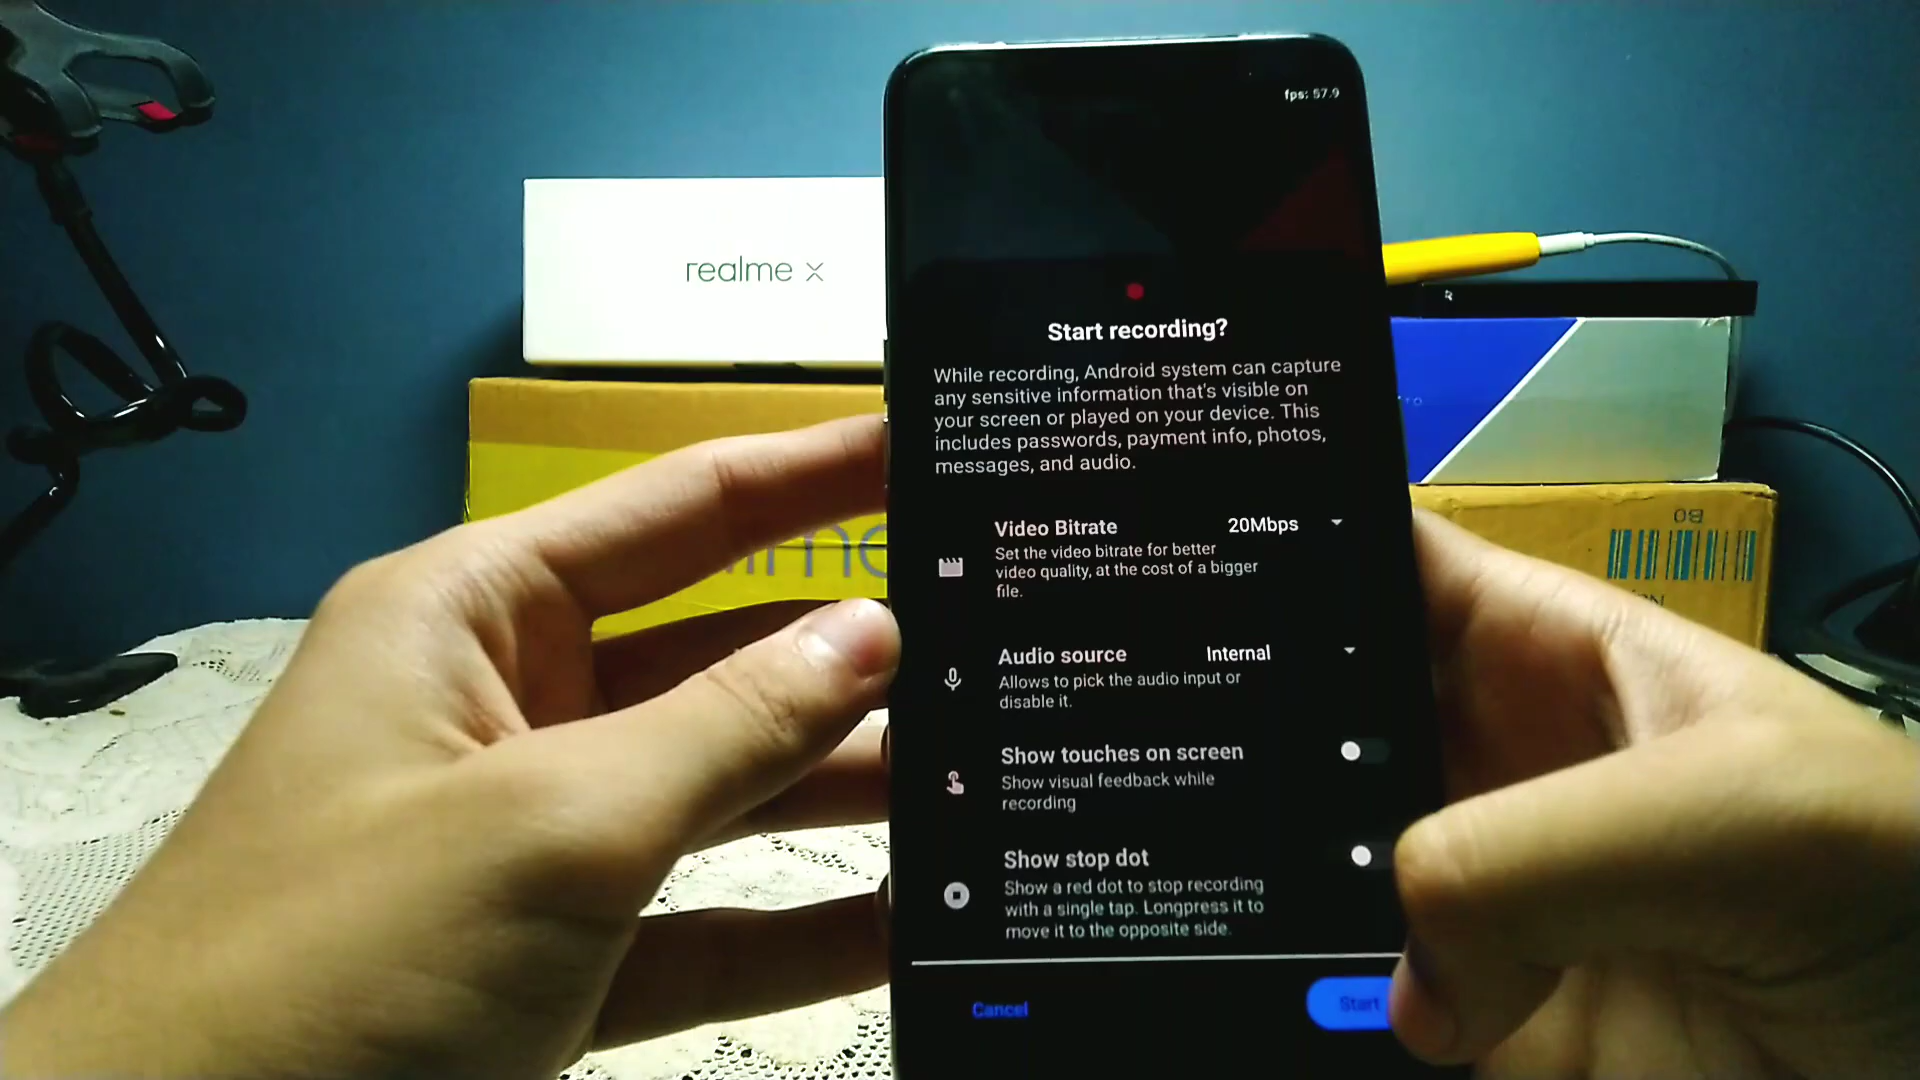 fps: 57.9
realme X
Start recording?
While recording, Android system can capture
any sensitive information that's visible on
your screen or played on your device. This
includes passwords, payment info, photos,
messages, and audio.
Video Bitrate 20Mbps
Set the video bitrate for better
video quality, at the cost of a bigger
file.
Audio source Internal
Allows to pick the audio input or
disable it.
Show touches on screen
Show visual feedback while
recording
Show stop dot
Show a red dot to stop recording
with a single tap. Longpress it to
move it to the opposite side.
Cancel
Start